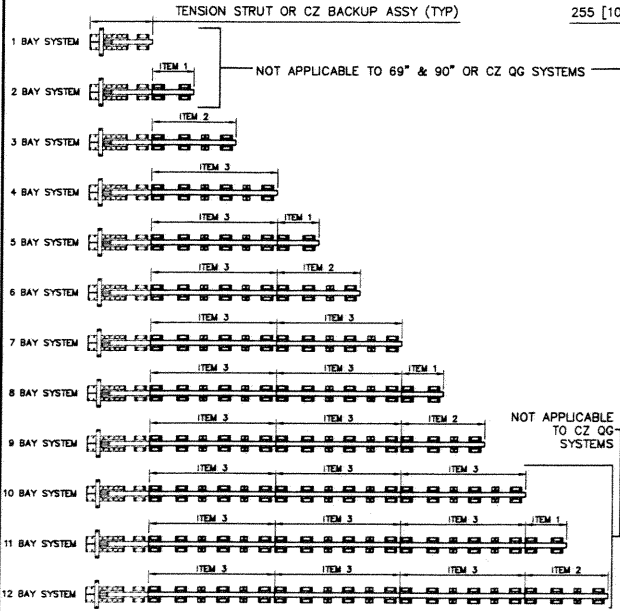 TENSION STRUT OR CZ BACKUP ASSY (TYP) 255 [10
1 BAY SYSTEM
ITEM 1
NOT APPLICABLE TO 69" & 90" OR CZ QG SYSTEMS
2 BAY SYSTEM
ITEM 2
3 BAY SYSTEM
ITEM 3
4 BAY SYSTEM
ITEM 3 ITEM 1
5 BAY SYSTEM
ITEM 3 ITEM 2
6 BAY SYSTEM
ITEM 3 ITEM 3
7 BAY SYSTEM
ITEM 3 ITEM 3 ITEM 1
8 BAY SYSTEM
ITEM 3 ITEM 3 ITEM 2
9 BAY SYSTEM
NOT APPLICABLE
TO CZ QG
SYSTEMS
ITEM 3 ITEM 3 ITEM 3
10 BAY SYSTEM
ITEM 3 ITEM 3 ITEM 3 ITEM 1
11 BAY SYSTEM
ITEM 3 ITEM 3 ITEM 3 ITEM 2
12 BAY SYSTEM